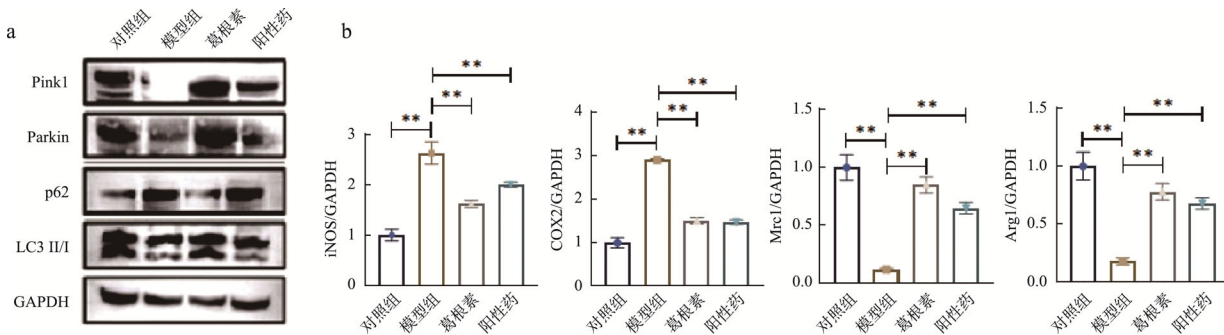 a
对照组 模型组 葛根素 阳性药
Pink1
Parkin
p62
LC3 II/I
GAPDH
b
iNOS/GAPDH
3
2
1
0
** ** **
对照组 模型组 葛根素 阳性药
COX2/GAPDH
4
3
2
1
0
** ** **
对照组 模型组 葛根素 阳性药
Mrc1/GAPDH
1.5
1.0
0.5
0.0
** ** **
对照组 模型组 葛根素 阳性药
Arg1/GAPDH
1.5
1.0
0.5
0.0
** ** **
对照组 模型组 葛根素 阳性药